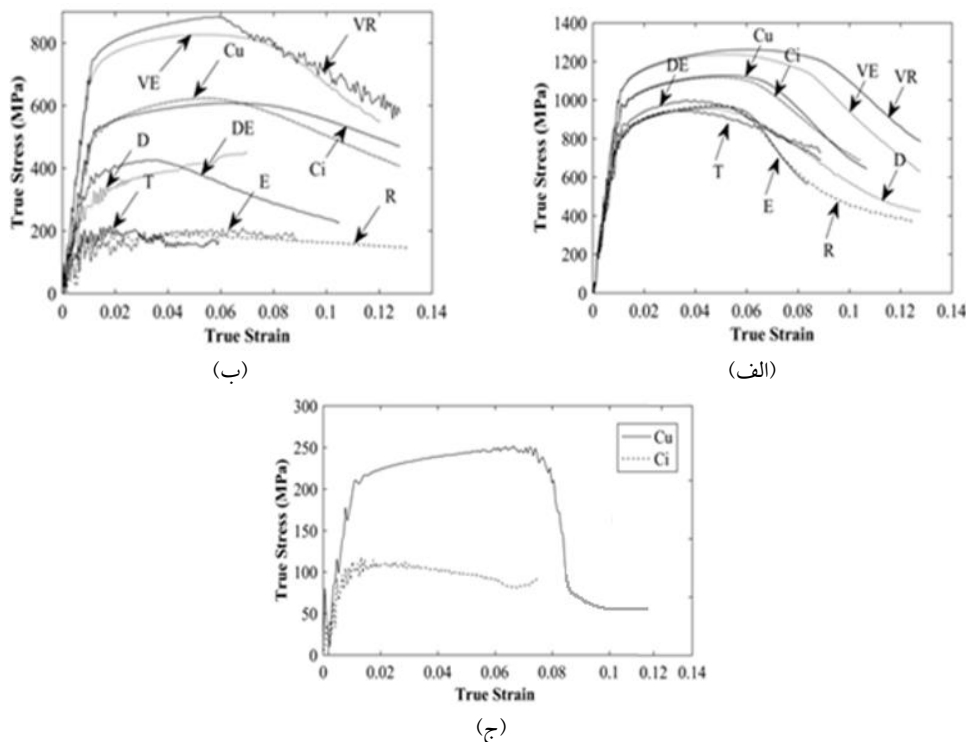 True Stress (MPa)
800
600
400
200
0
0 0.02 0.04 0.06 0.08 0.1 0.12 0.14
True Strain
VR
VE
Cu
D
DE
T
E
Ci
R
(ب)
True Stress (MPa)
1400
1200
1000
800
600
400
200
0
0 0.02 0.04 0.06 0.08 0.1 0.12 0.14
True Strain
Cu
Ci
DE
VE
VR
T
E
D
R
(الف)
True Stress (MPa)
300
250
200
150
100
50
0
0 0.02 0.04 0.06 0.08 0.1 0.12 0.14
True Strain
Cu
Ci
(ج)